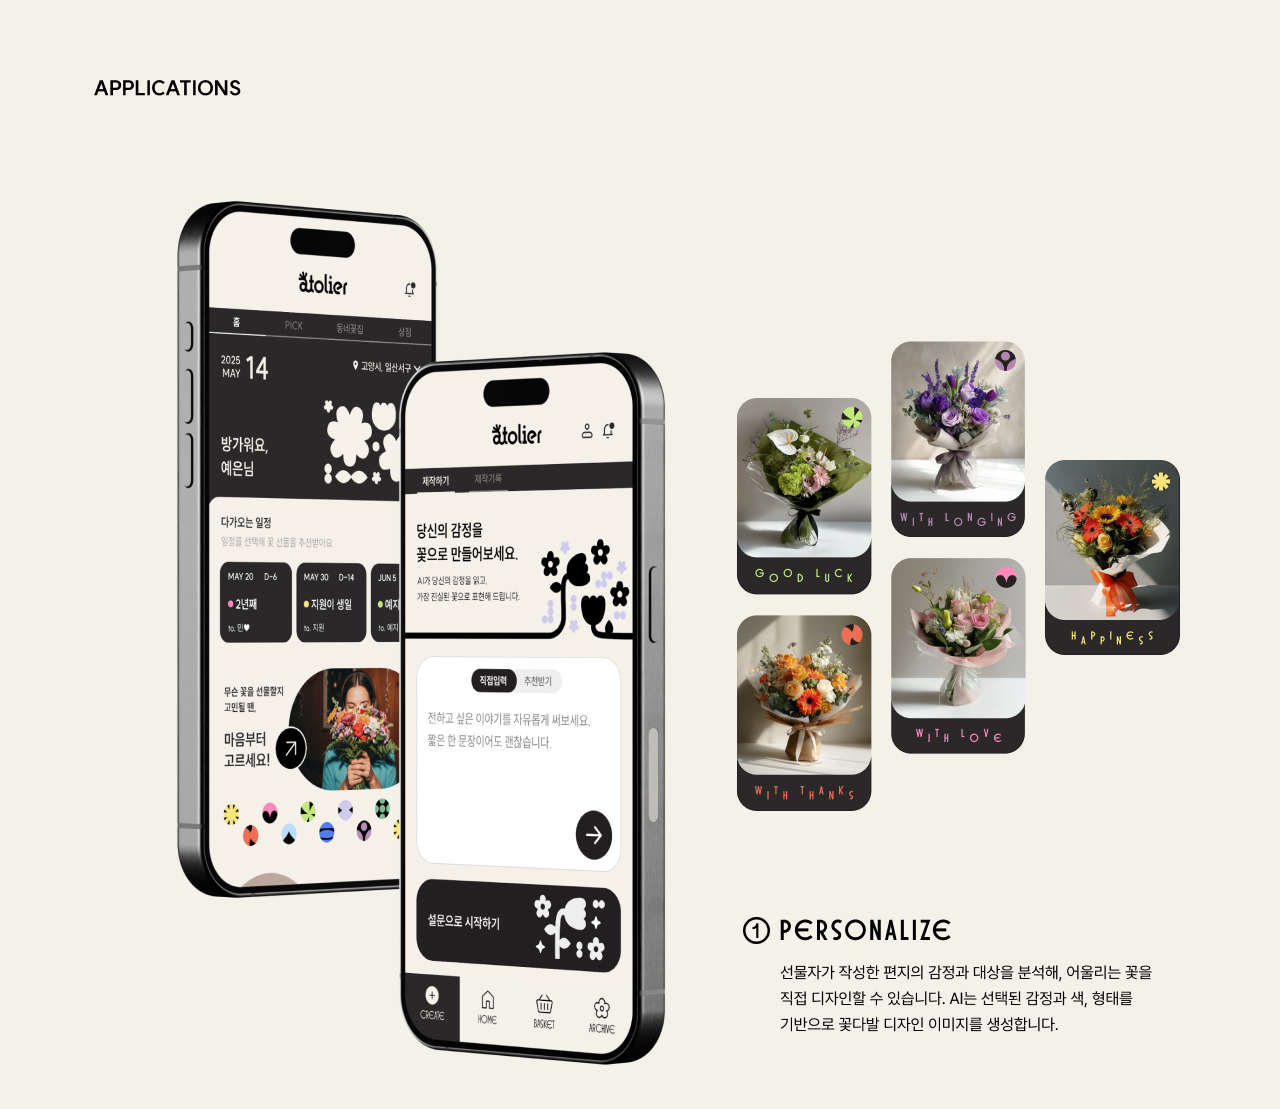 APPLICATIONS
atolier
홈 PICK 동네꽃집 상점
2025
MAY 14
고양시, 일산서구
방가워요,
예은님
다가오는 일정
일정를 선택해 꽃 선물을 추천받아요
MAY 20 D-6
2년째
to. 민♥
MAY 30 D-14
지원이 생일
to. 지원
JUN 5
예지
to. 예지
무슨 꽃을 선물할지
고민될 땐,
마음부터
고르세요!
atolier
제작하기 제작기록
당신의 감정을
꽃으로 만들어보세요.
AI가 당신의 감정을 읽고,
가장 진실된 꽃으로 표현해 드립니다.
직접입력 추천받기
전하고 싶은 이야기를 자유롭게 써보세요.
짧은 한 문장이어도 괜찮습니다.
설문으로 시작하기
CREATE HOME BASKET ARCHIVE
GOOD LUCK
WITH LONGING
HAPPINESS
WITH THANKS
WITH LOVE
1 PERSONALIZE
선물자가 작성한 편지의 감정과 대상을 분석해, 어울리는 꽃을
직접 디자인할 수 있습니다. AI는 선택된 감정과 색, 형태를
기반으로 꽃다발 디자인 이미지를 생성합니다.